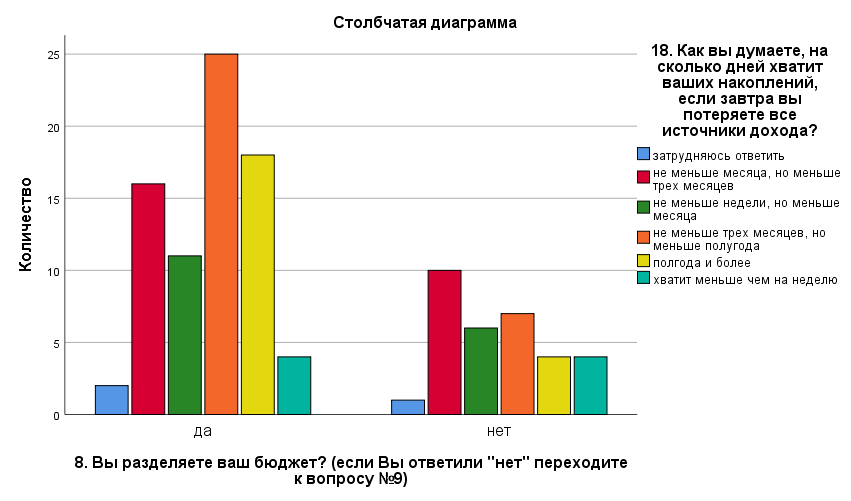 Столбчатая диаграмма
Количество
25
20
15
10
5
0
да
нет
8. Вы разделяете ваш бюджет? (если Вы ответили "нет" переходите
к вопросу №9)
18. Как вы думаете, на
сколько дней хватит
ваших накоплений,
если завтра вы
потеряете все
источники дохода?
затрудняюсь ответить
не меньше месяца, но меньше
трех месяцев
не меньше недели, но меньше
месяца
не меньше трех месяцев, но
меньше полугода
полгода и более
хватит меньше чем на неделю